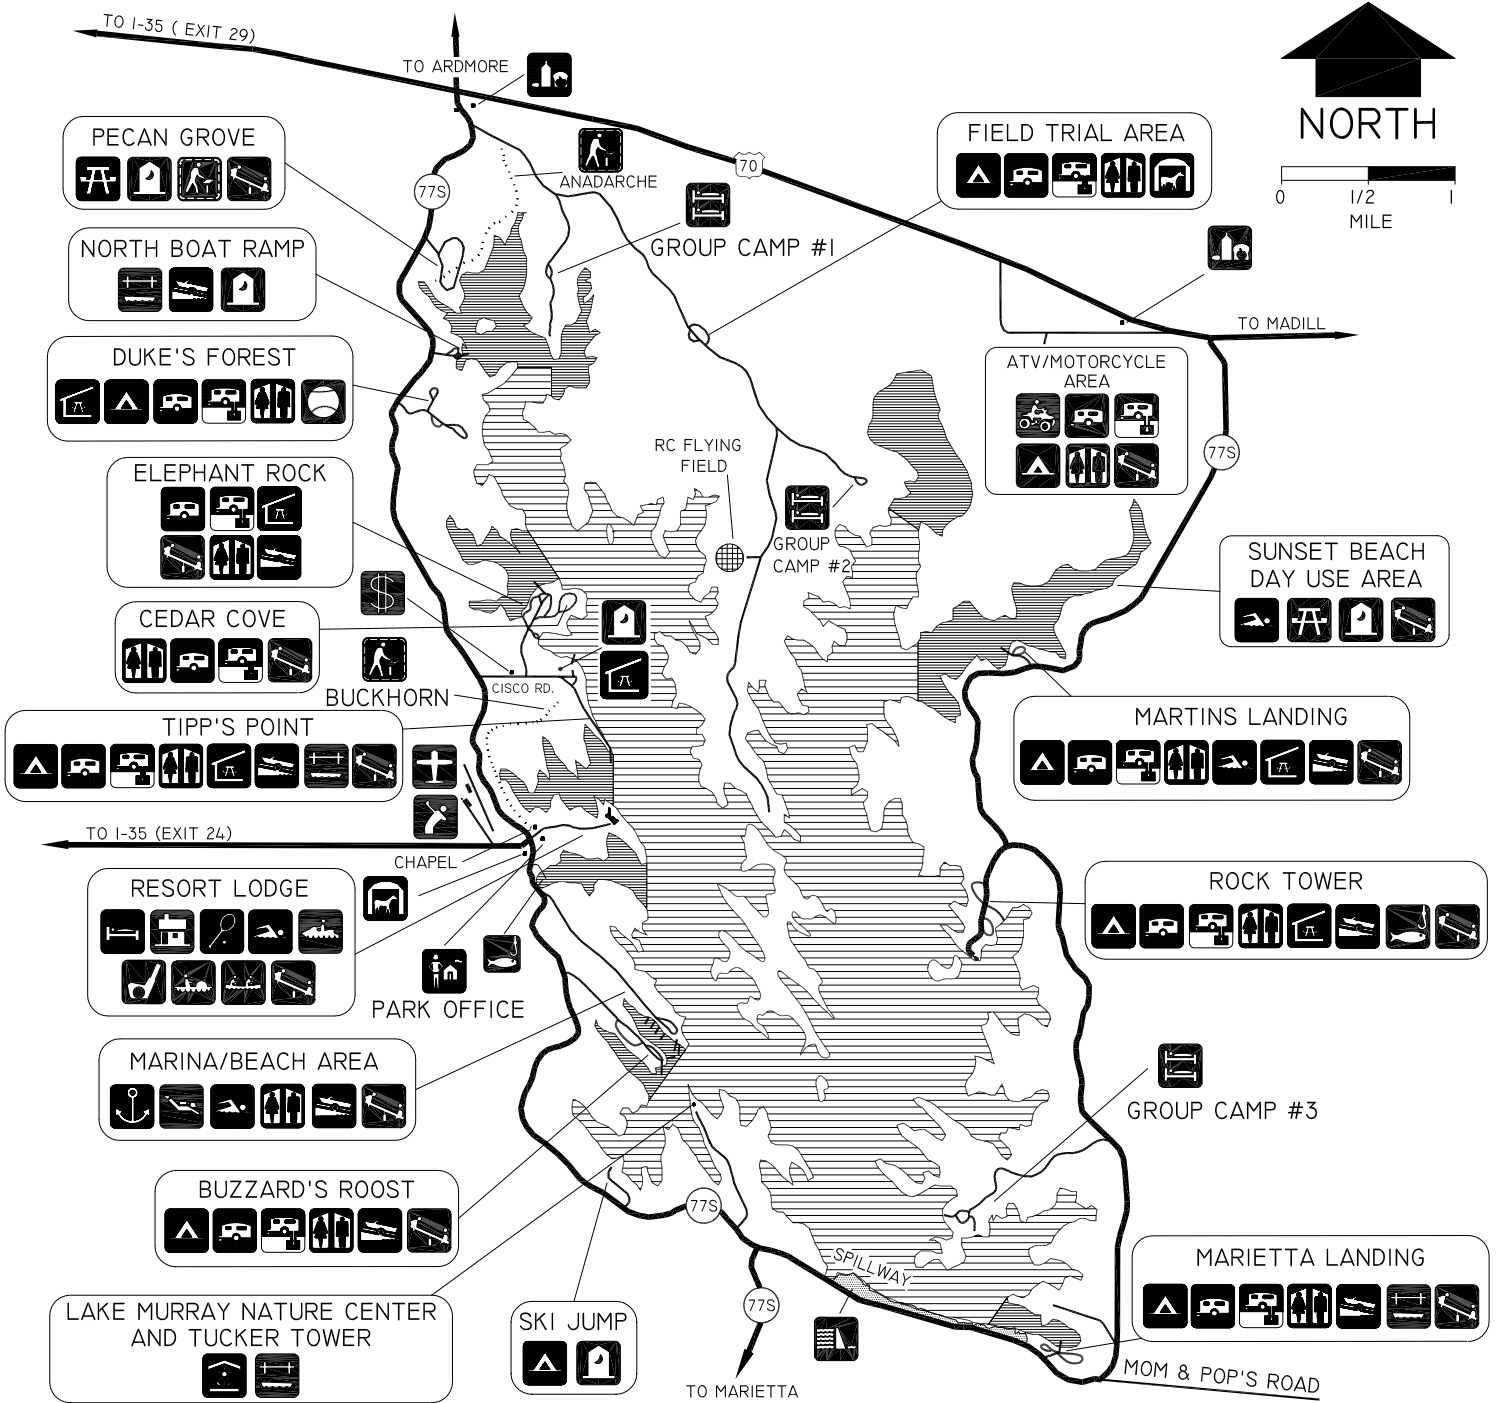 TO I-35 ( EXIT 29)
TO ARDMORE
NORTH
0 1/2 1
MILE
PECAN GROVE
77S
ANADARCHE
70
FIELD TRIAL AREA
GROUP CAMP #1
NORTH BOAT RAMP
TO MADILL
DUKE'S FOREST
ATV/MOTORCYCLE
AREA
RC FLYING
FIELD
77S
ELEPHANT ROCK
GROUP
CAMP #2
SUNSET BEACH
DAY USE AREA
$
CEDAR COVE
CISCO RD.
BUCKHORN
TIPP'S POINT
MARTINS LANDING
TO I-35 (EXIT 24)
CHAPEL
RESORT LODGE
ROCK TOWER
PARK OFFICE
MARINA/BEACH AREA
GROUP CAMP #3
BUZZARD'S ROOST
77S
SPILLWAY
MARIETTA LANDING
LAKE MURRAY NATURE CENTER
AND TUCKER TOWER
SKI JUMP
77S
TO MARIETTA
MOM & POP'S ROAD